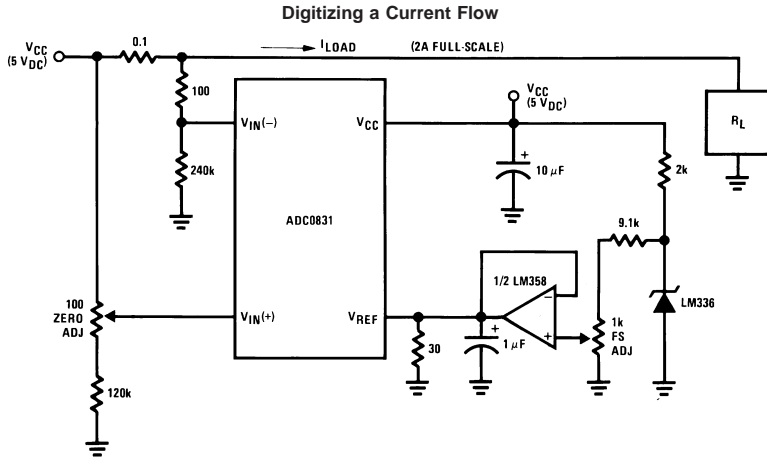 Digitizing a Current Flow
VCC
(5 VDC)
0.1
ILOAD (2A FULL-SCALE)
100
VIN(−)
240k
ADC0831
VCC
VCC
(5 VDC)
+
10 μF
RL
2k
9.1k
1/2 LM358
−
+
LM336
1k
FS
ADJ
100
ZERO
ADJ
VIN(+)
VREF
30
+
1 μF
120k